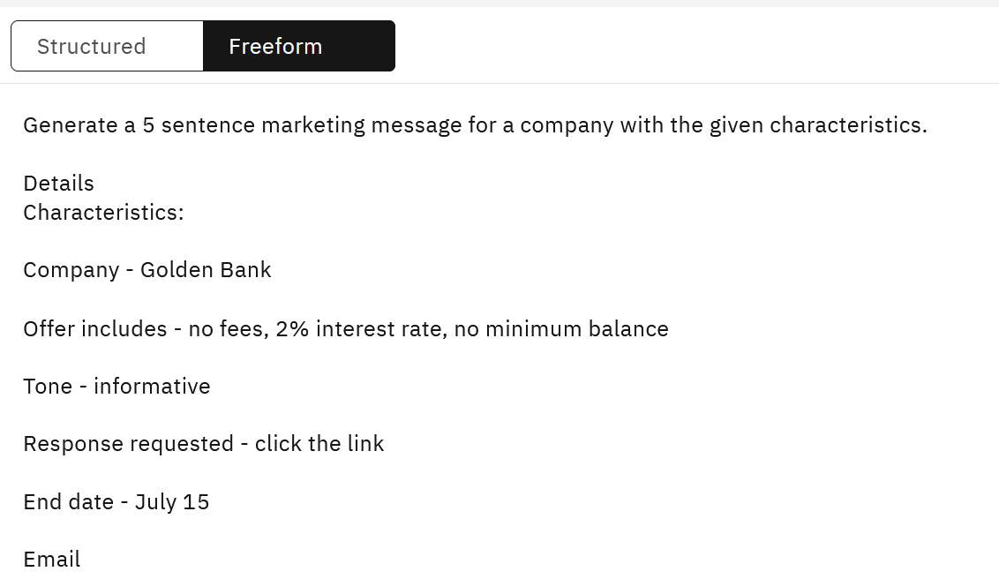 Structured
Freeform
Generate a 5 sentence marketing message for a company with the given characteristics.
Details
Characteristics:
Company - Golden Bank
Offer includes - no fees, 2% interest rate, no minimum balance
Tone - informative
Response requested - click the link
End date - July 15
Email